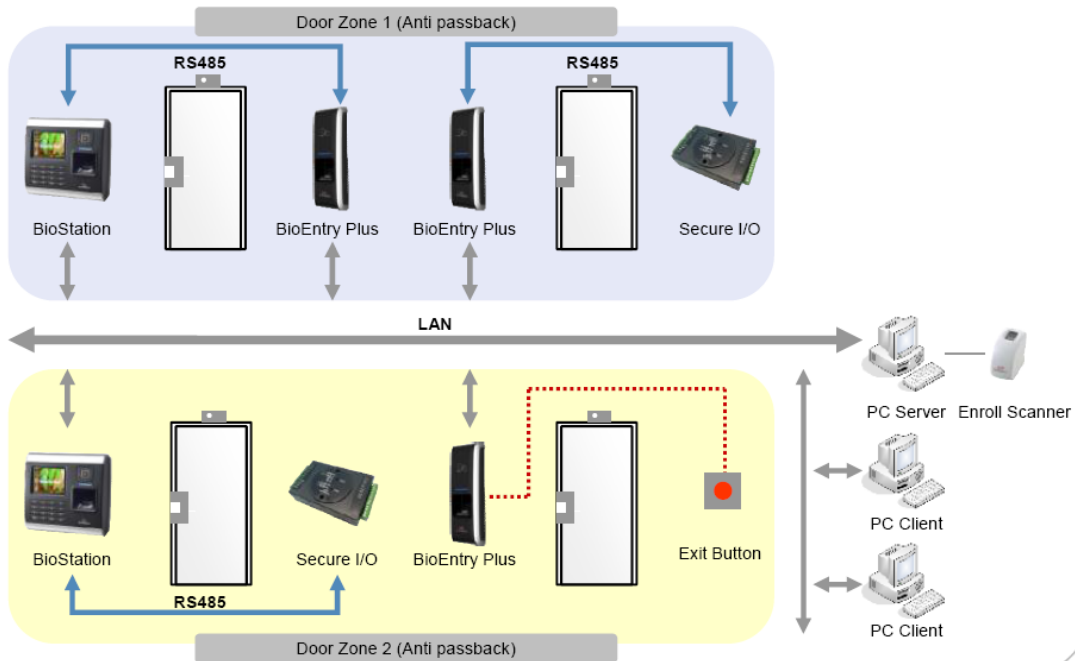 Door Zone 1 (Anti passback)
RS485
RS485
BioStation
BioEntry Plus
BioEntry Plus
Secure I/O
LAN
PC Server
Enroll Scanner
PC Client
BioStation
Secure I/O
BioEntry Plus
Exit Button
RS485
PC Client
Door Zone 2 (Anti passback)